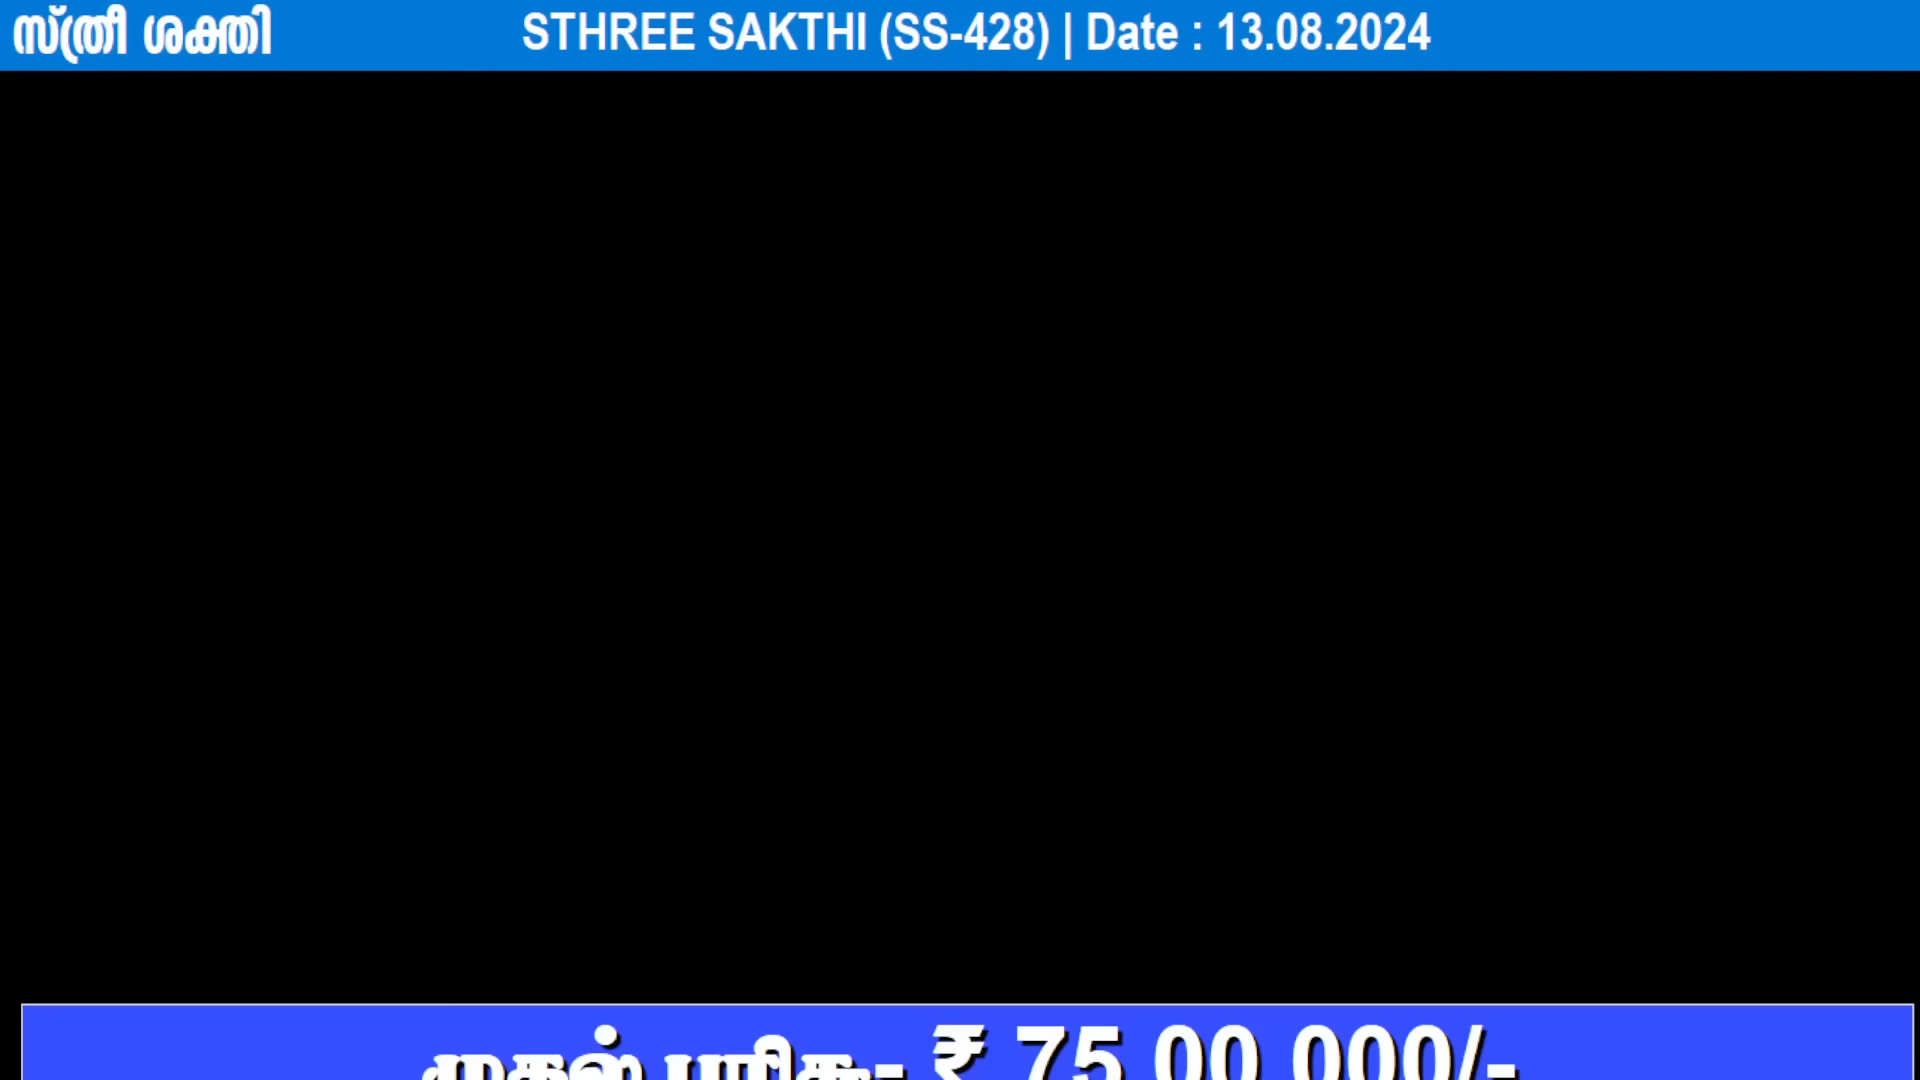 സ്ത്രീ ശക്തി
STHREE SAKTHI (SS-428) | Date : 13.08.2024
- ₹ 75,00,000/-